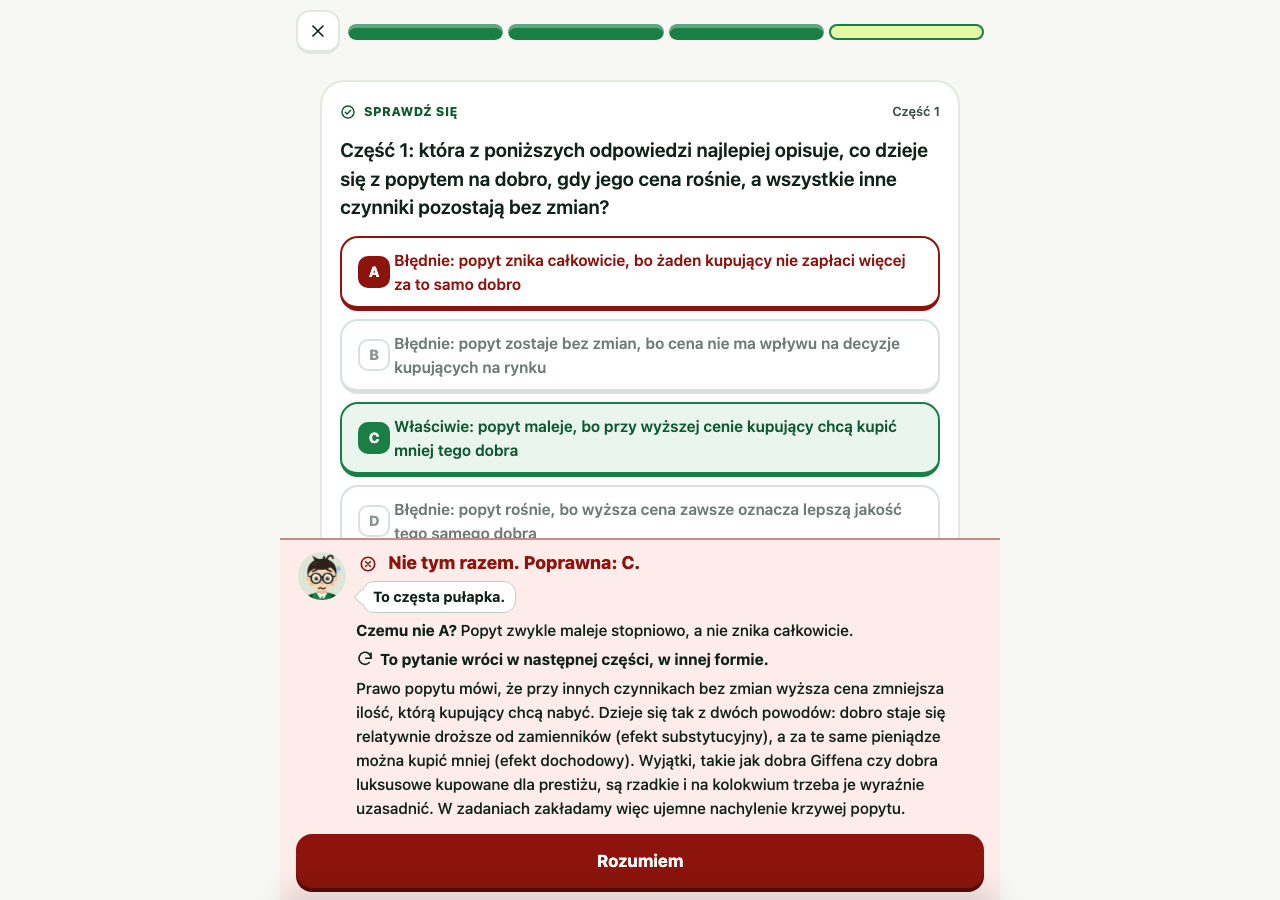 SPRAWDŹ SIĘ
Część 1
Część 1: która z poniższych odpowiedzi najlepiej opisuje, co dzieje
się z popytem na dobro, gdy jego cena rośnie, a wszystkie inne
czynniki pozostają bez zmian?
A
Błędnie: popyt znika całkowicie, bo żaden kupujący nie zapłaci więcej
za to samo dobro
B
Błędnie: popyt zostaje bez zmian, bo cena nie ma wpływu na decyzje
kupujących na rynku
C
Właściwie: popyt maleje, bo przy wyższej cenie kupujący chcą kupić
mniej tego dobra
D
Błędnie: popyt rośnie, bo wyższa cena zawsze oznacza lepszą jakość
tego samego dobra
Nie tym razem. Poprawna: C.
To częsta pułapka.
Czemu nie A? Popyt zwykle maleje stopniowo, a nie znika całkowicie.
To pytanie wróci w następnej części, w innej formie.
Prawo popytu mówi, że przy innych czynnikach bez zmian wyższa cena zmniejsza
ilość, którą kupujący chcą nabyć. Dzieje się tak z dwóch powodów: dobro staje się
relatywnie droższe od zamienników (efekt substytucyjny), a za te same pieniądze
można kupić mniej (efekt dochodowy). Wyjątki, takie jak dobra Giffena czy dobra
luksusowe kupowane dla prestiżu, są rzadkie i na kolokwium trzeba je wyraźnie
uzasadnić. W zadaniach zakładamy więc ujemne nachylenie krzywej popytu.
Rozumiem